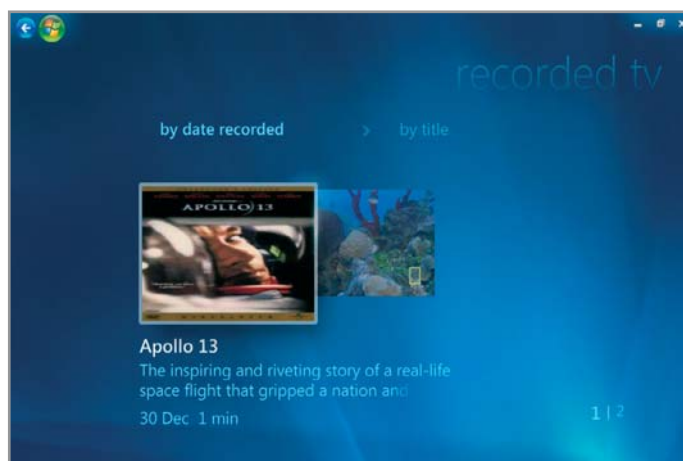 recorded tv
by date recorded > by title
APOLLO 13
Apollo 13
The inspiring and riveting story of a real-life
space flight that gripped a nation and
30 Dec 1 min
1 | 2